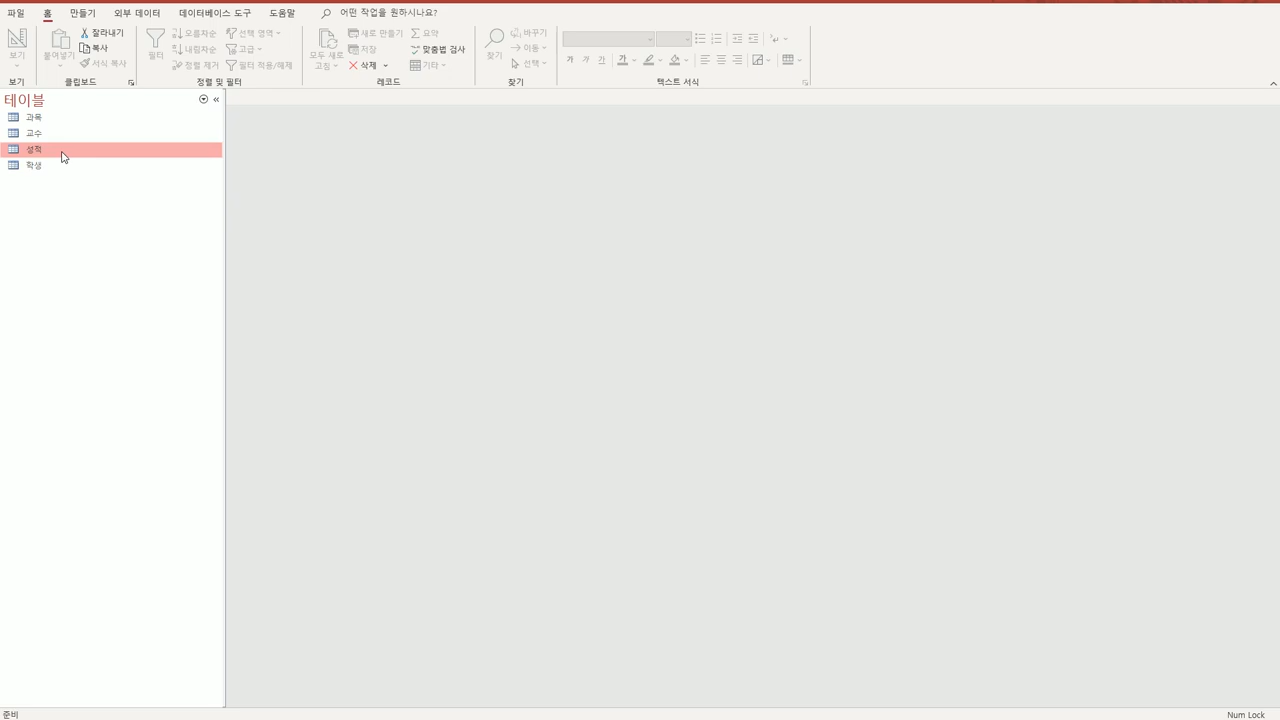 파일 홈 만들기 외부 데이터 데이터베이스 도구 도움말 어떤 작업을 원하시나요?
보기
보기
붙여넣기
잘라내기
복사
서식 복사
클립보드
필터
오름차순
내림차순
정렬 제거
선택 영역
고급
필터 적용/해제
정렬 및 필터
모두 새로
고침
새로 만들기
저장
삭제
요약
맞춤법 검사
기타
레코드
찾기
바꾸기
이동
선택
찾기
가 가 가 가
텍스트 서식
테이블
과목
교수
성적
학생
준비
Num Lock